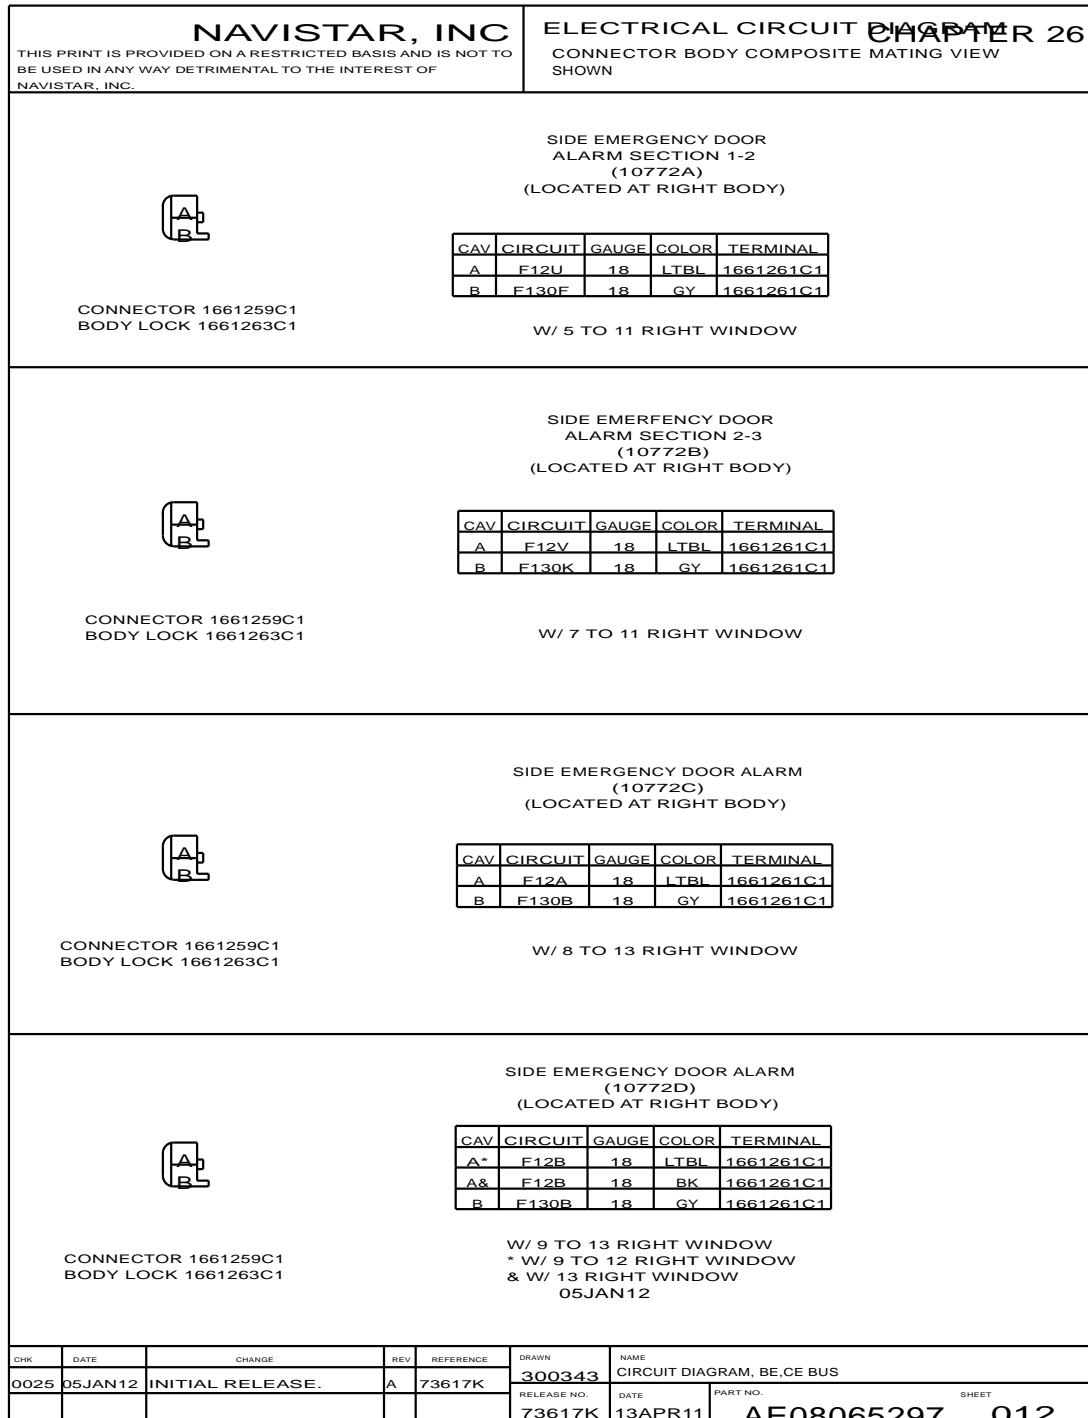 NAVISTAR, INC
THIS PRINT IS PROVIDED ON A RESTRICTED BASIS AND IS NOT TO
BE USED IN ANY WAY DETRIMENTAL TO THE INTEREST OF
NAVISTAR, INC.
ELECTRICAL CIRCUIT DIAGRAM
CHAPTER 26
CONNECTOR BODY COMPOSITE MATING VIEW
SHOWN
SIDE EMERGENCY DOOR
ALARM SECTION 1-2
(10772A)
(LOCATED AT RIGHT BODY)
A
B
CAV CIRCUIT GAUGE COLOR TERMINAL
A F12U 18 LTBL 1661261C1
B F130F 18 GY 1661261C1
CONNECTOR 1661259C1
BODY LOCK 1661263C1
W/ 5 TO 11 RIGHT WINDOW
SIDE EMERFENCY DOOR
ALARM SECTION 2-3
(10772B)
(LOCATED AT RIGHT BODY)
A
B
CAV CIRCUIT GAUGE COLOR TERMINAL
A F12V 18 LTBL 1661261C1
B F130K 18 GY 1661261C1
CONNECTOR 1661259C1
BODY LOCK 1661263C1
W/ 7 TO 11 RIGHT WINDOW
SIDE EMERGENCY DOOR ALARM
(10772C)
(LOCATED AT RIGHT BODY)
A
B
CAV CIRCUIT GAUGE COLOR TERMINAL
A F12A 18 LTBL 1661261C1
B F130B 18 GY 1661261C1
CONNECTOR 1661259C1
BODY LOCK 1661263C1
W/ 8 TO 13 RIGHT WINDOW
SIDE EMERGENCY DOOR ALARM
(10772D)
(LOCATED AT RIGHT BODY)
A
B
CAV CIRCUIT GAUGE COLOR TERMINAL
A* F12B 18 LTBL 1661261C1
A& F12B 18 BK 1661261C1
B F130B 18 GY 1661261C1
CONNECTOR 1661259C1
BODY LOCK 1661263C1
W/ 9 TO 13 RIGHT WINDOW
* W/ 9 TO 12 RIGHT WINDOW
& W/ 13 RIGHT WINDOW
05JAN12
CHK DATE CHANGE REV REFERENCE
0025 05JAN12 INITIAL RELEASE. A 73617K
DRAWN
300343
NAME
CIRCUIT DIAGRAM, BE,CE BUS
RELEASE NO. DATE PART NO. SHEET
73617K 13APR11 AE08065297 012